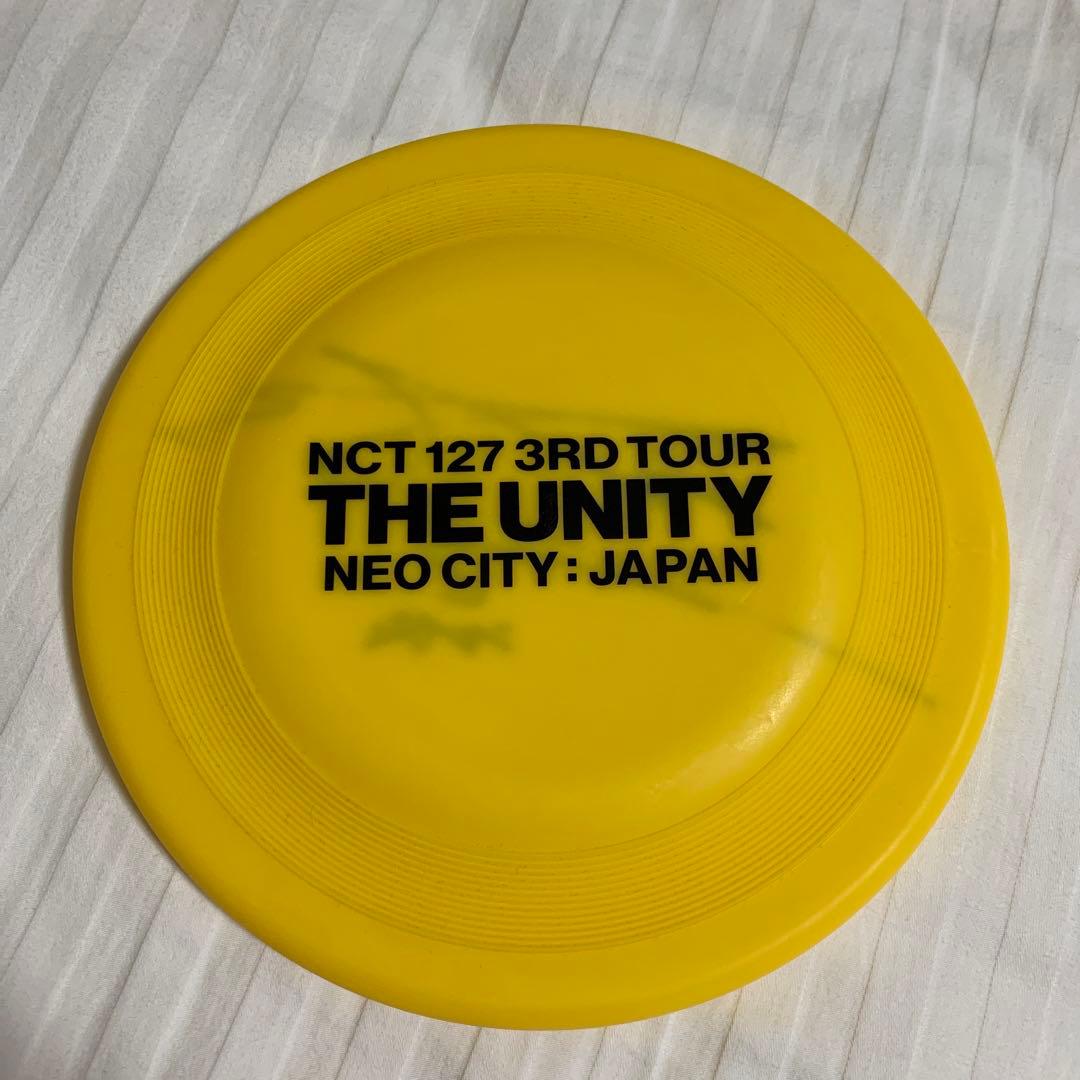 NCT 127 3RD TOUR
THE UNITY
NEO CITY : JAPAN